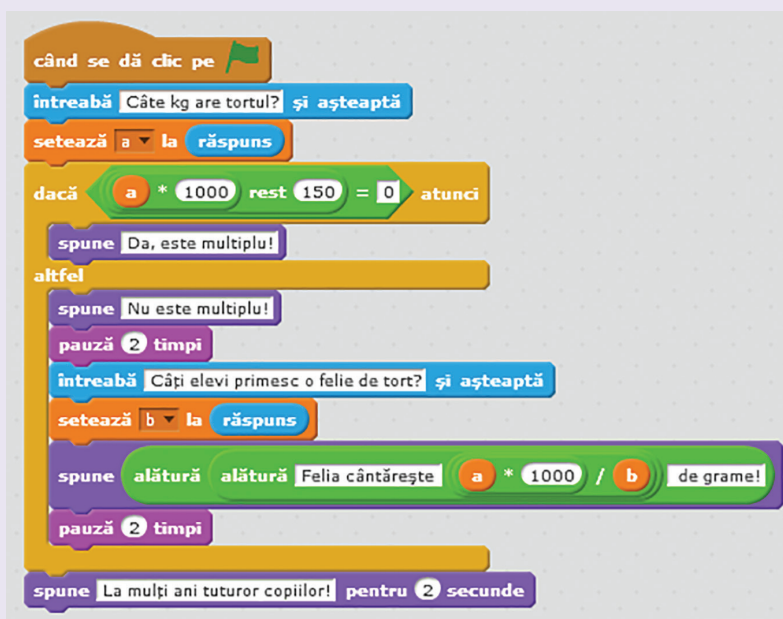 când se dă clic pe
întreabă Câte kg are tortul? și așteaptă
setează a la răspuns
dacă a * 1000 rest 150 = 0 atunci
spune Da, este multiplu!
altfel
spune Nu este multiplu!
pauză 2 timpi
întreabă Câți elevi primesc o felie de tort? și așteaptă
setează b la răspuns
spune alătură alătură Felia cântărește a * 1000 / b de grame!
pauză 2 timpi
spune La mulți ani tuturor copiilor! pentru 2 secunde